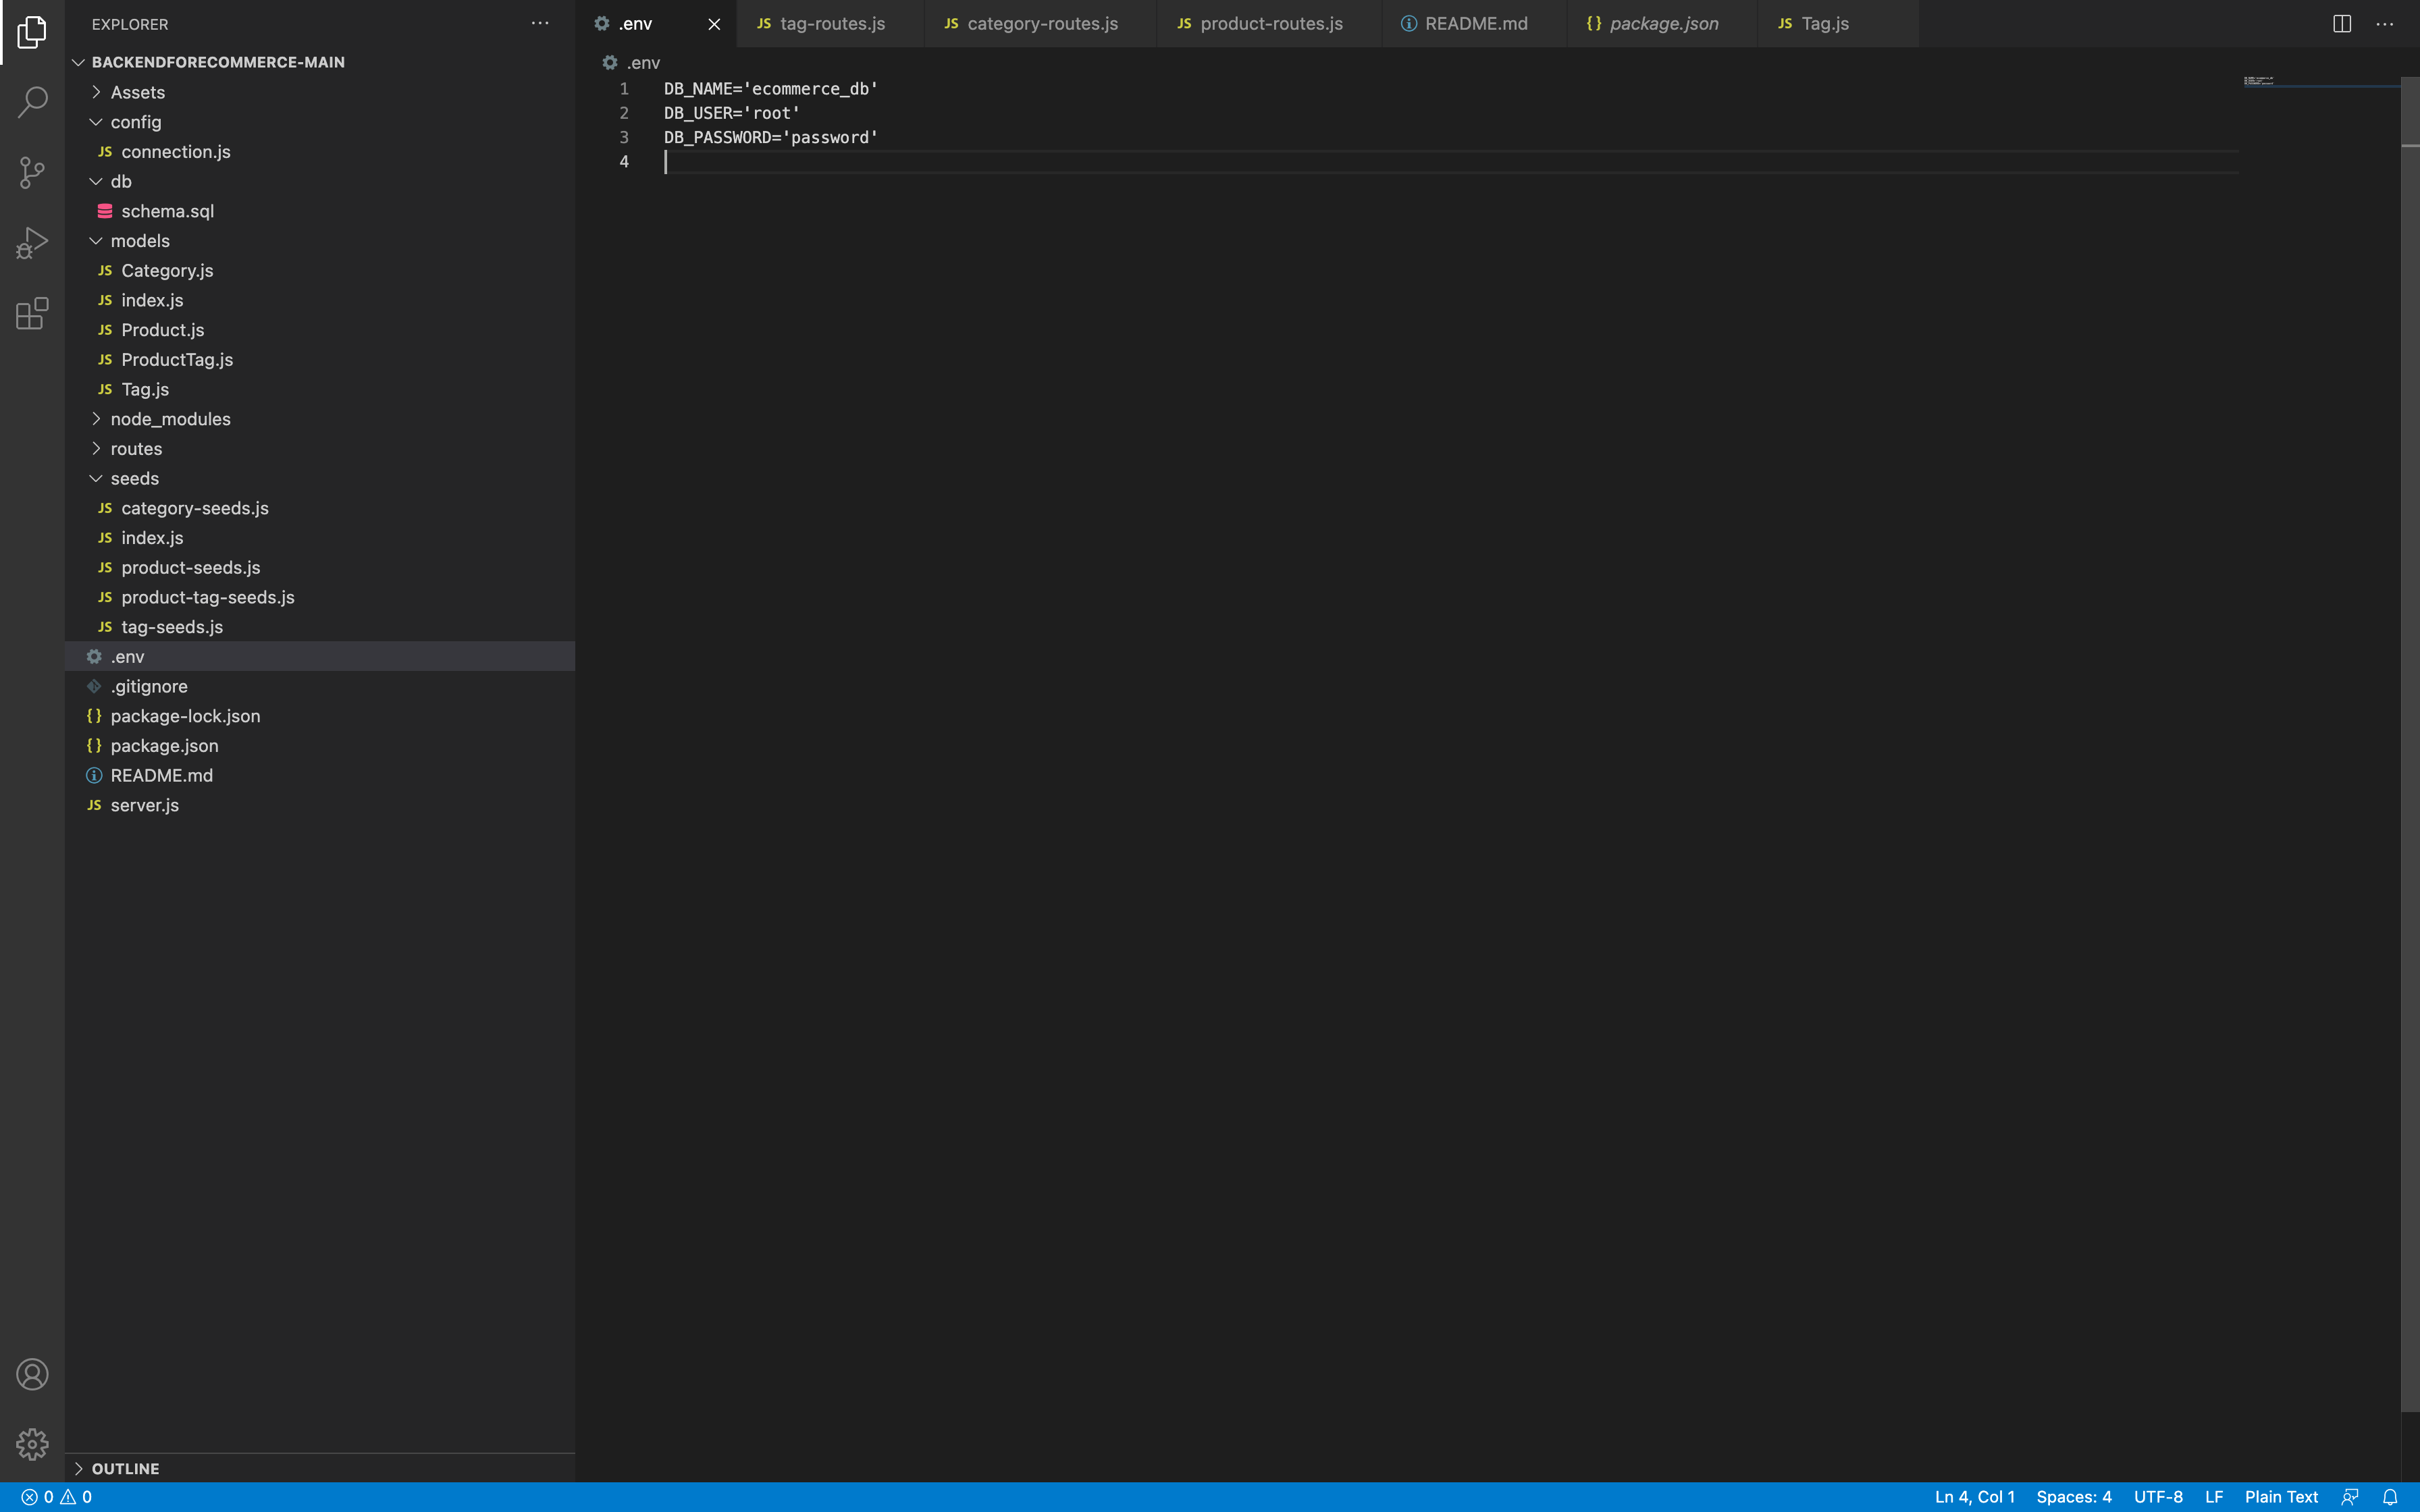 EXPLORER
BACKENDFORECOMMERCE-MAIN
Assets
config
JS connection.js
db
schema.sql
models
JS Category.js
JS index.js
JS Product.js
JS ProductTag.js
JS Tag.js
node_modules
routes
seeds
JS category-seeds.js
JS index.js
JS product-seeds.js
JS product-tag-seeds.js
JS tag-seeds.js
.env
.gitignore
{} package-lock.json
{} package.json
README.md
JS server.js
OUTLINE
.env JS tag-routes.js JS category-routes.js JS product-routes.js README.md {} package.json JS Tag.js
.env
1 DB_NAME='ecommerce_db'
2 DB_USER='root'
3 DB_PASSWORD='password'
4
0 0 Ln 4, Col 1 Spaces: 4 UTF-8 LF Plain Text